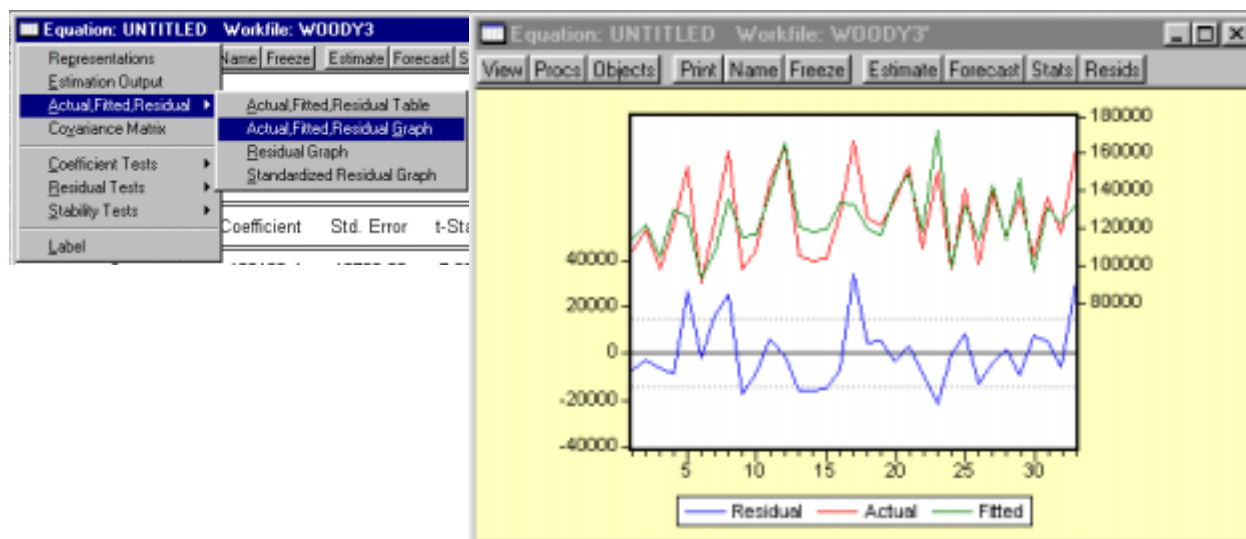 Equation: UNTITLED Workfile: WOODY3
Name Freeze Estimate Forecast S
Representations
Estimation Output
Actual,Fitted,Residual
Covariance Matrix
Coefficient Tests
Residual Tests
Stability Tests
Label
Actual,Fitted,Residual Table
Actual,Fitted,Residual Graph
Residual Graph
Standardized Residual Graph
Coefficient Std. Error t-Sta
Equation: UNTITLED Workfile: WOODY3'
View Procs Objects Print Name Freeze Estimate Forecast Stats Resids
180000
160000
140000
120000
100000
80000
40000
20000
0
-20000
-40000
5 10 15 20 25 30
Residual Actual Fitted